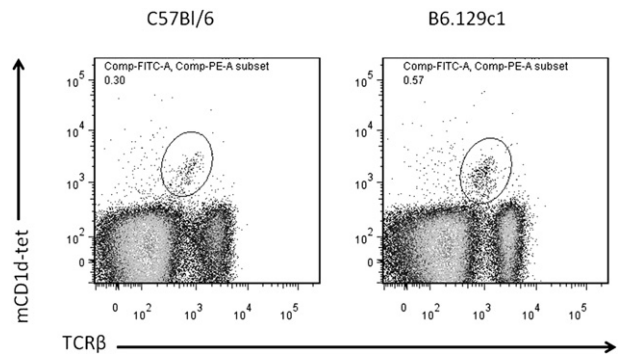 C57Bl/6 B6.129c1
Comp-FITC-A, Comp-PE-A subset
0.30
Comp-FITC-A, Comp-PE-A subset
0.57
mCD1d-tet
10^5
10^4
10^3
10^2
0
10^5
10^4
10^3
10^2
0
0 10^2 10^3 10^4 10^5
0 10^2 10^3 10^4 10^5
TCRβ